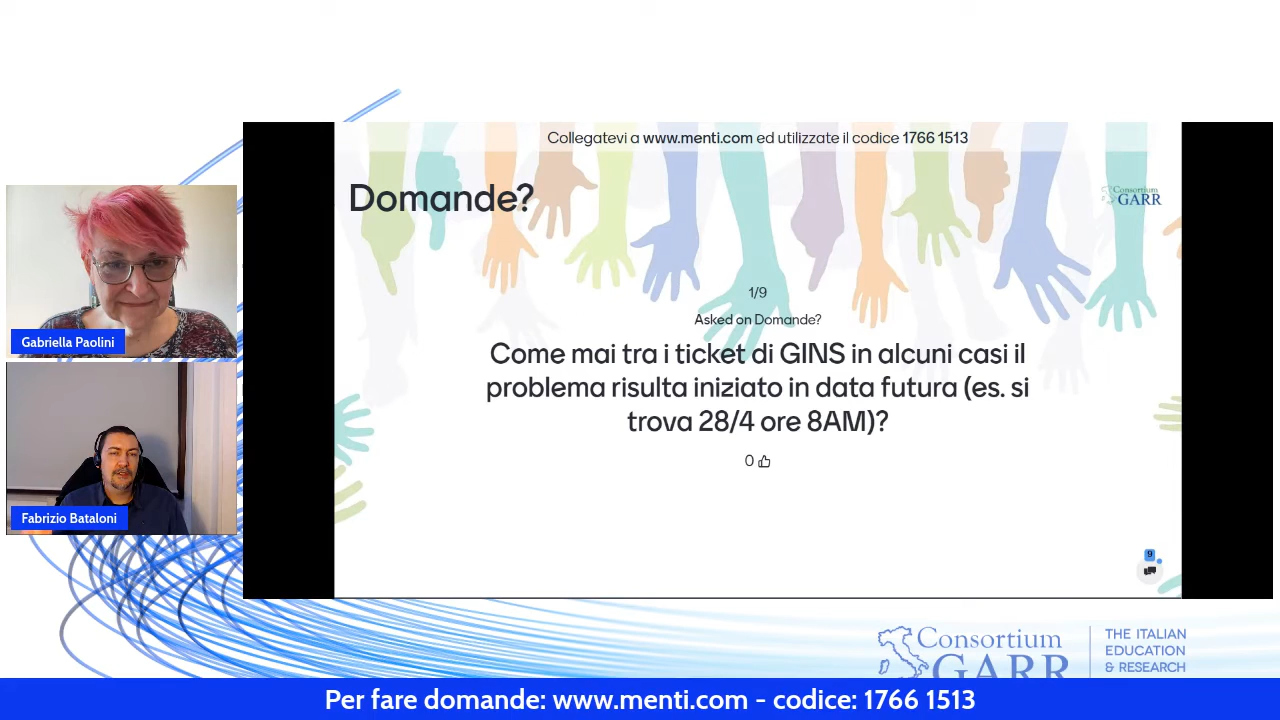 Collegatevi a www.menti.com ed utilizzate il codice 1766 1513
Domande?
Consortium
GARR
1/9
Asked on Domande?
Come mai tra i ticket di GINS in alcuni casi il
problema risulta iniziato in data futura (es. si
trova 28/4 ore 8AM)?
0
9
Gabriella Paolini
Fabrizio Bataloni
Consortium
GARR
THE ITALIAN
EDUCATION
& RESEARCH
Per fare domande: www.menti.com - codice: 1766 1513